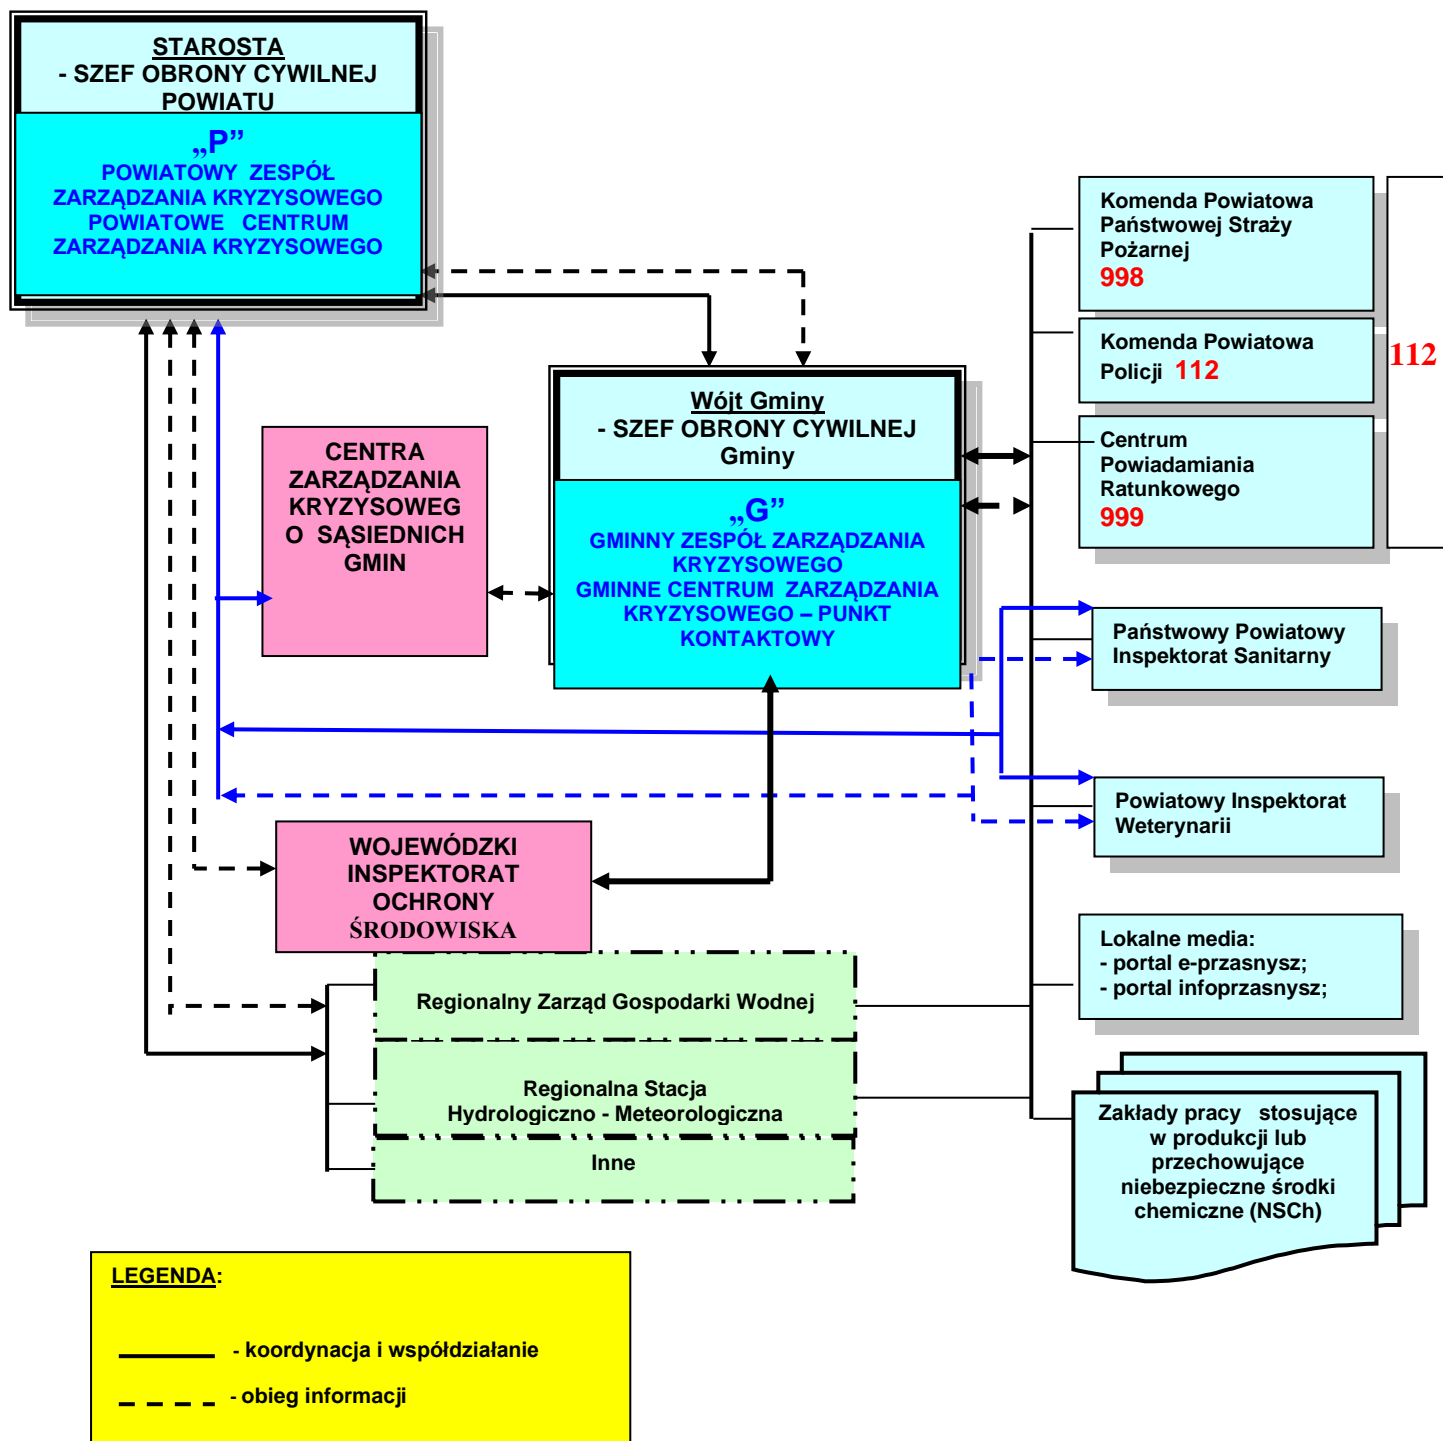 STAROSTA
- SZEF OBRONY CYWILNEJ
POWIATU
„P”
POWIATOWY ZESPÓŁ
ZARZĄDZANIA KRYZYSOWEGO
POWIATOWE CENTRUM
ZARZĄDZANIA KRYZYSOWEGO
Komenda Powiatowa
Państwowej Straży
Pożarnej
998
Komenda Powiatowa
Policji 112
Centrum
Powiadamiania
Ratunkowego
999
112
Wójt Gminy
- SZEF OBRONY CYWILNEJ
Gminy
„G”
GMINNY ZESPÓŁ ZARZĄDZANIA
KRYZYSOWEGO
GMINNE CENTRUM ZARZĄDZANIA
KRYZYSOWEGO – PUNKT
KONTAKTOWY
CENTRA
ZARZĄDZANIA
KRYZYSOWEG
O SĄSIEDNICH
GMIN
Państwowy Powiatowy
Inspektorat Sanitarny
Powiatowy Inspektorat
Weterynarii
WOJEWÓDZKI
INSPEKTORAT
OCHRONY
ŚRODOWISKA
Lokalne media:
- portal e-przasnysz;
- portal infoprzasnysz;
Regionalny Zarząd Gospodarki Wodnej
Regionalna Stacja
Hydrologiczno - Meteorologiczna
Inne
Zakłady pracy stosujące
w produkcji lub
przechowujące
niebezpieczne środki
chemiczne (NSCh)
LEGENDA:
- koordynacja i współdziałanie
- obieg informacji